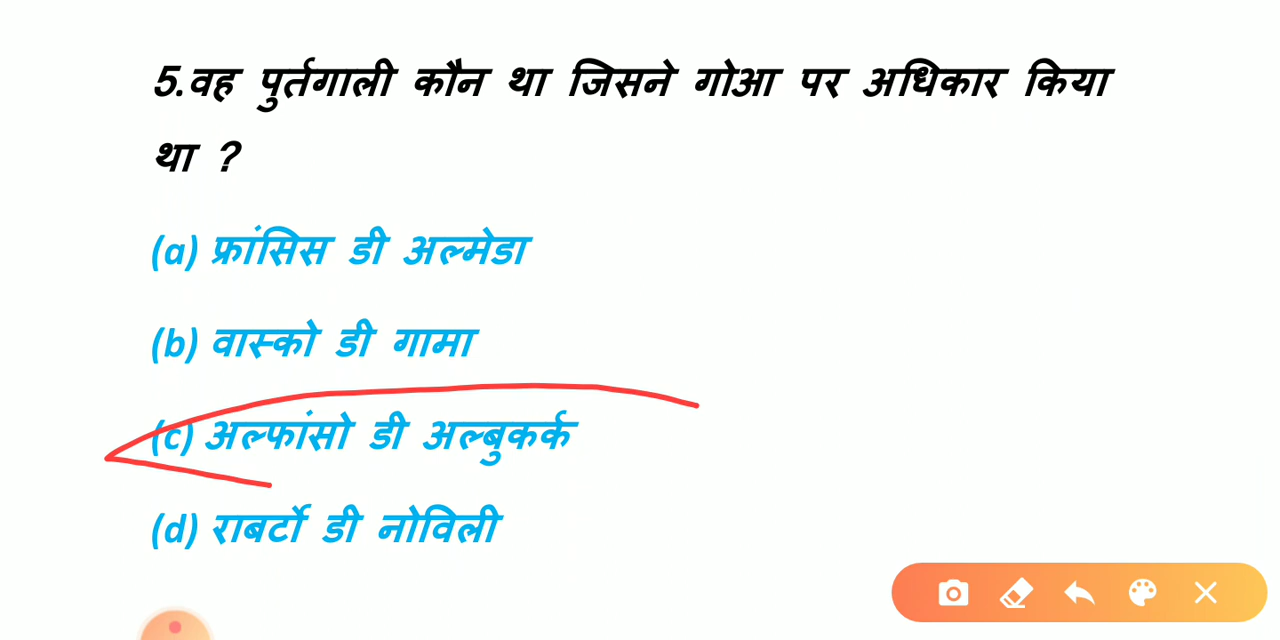 5.वह पुर्तगाली कौन था जिसने गोआ पर अधिकार किया
था ?
(a) फ्रांसिस डी अल्मेडा
(b) वास्को डी गामा
(c) अल्फांसो डी अल्बुकर्क
(d) राबर्टो डी नोविली